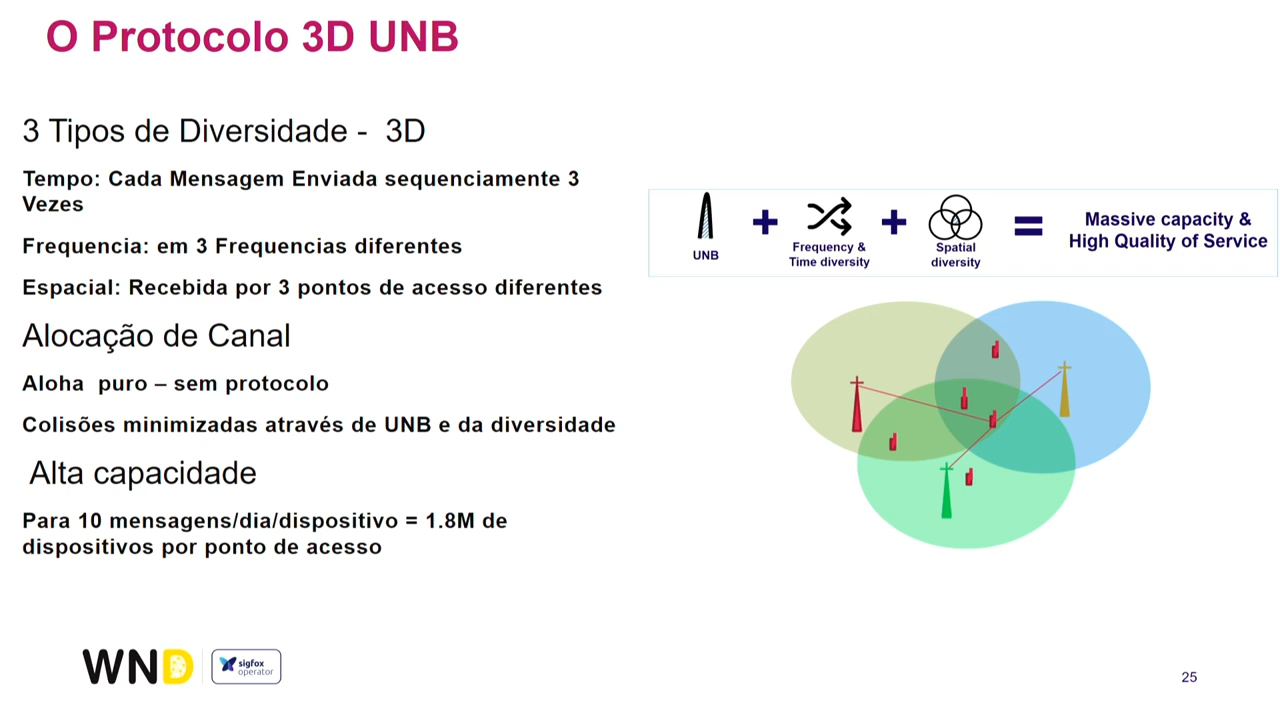 O Protocolo 3D UNB
3 Tipos de Diversidade - 3D
Tempo: Cada Mensagem Enviada sequenciamente 3
Vezes
Frequencia: em 3 Frequencias diferentes
Espacial: Recebida por 3 pontos de acesso diferentes
Alocação de Canal
Aloha puro – sem protocolo
Colisões minimizadas através de UNB e da diversidade
Alta capacidade
Para 10 mensagens/dia/dispositivo = 1.8M de
dispositivos por ponto de acesso
UNB
+
Frequency &
Time diversity
+
Spatial
diversity
=
Massive capacity &
High Quality of Service
WND
sigfox
operator
25